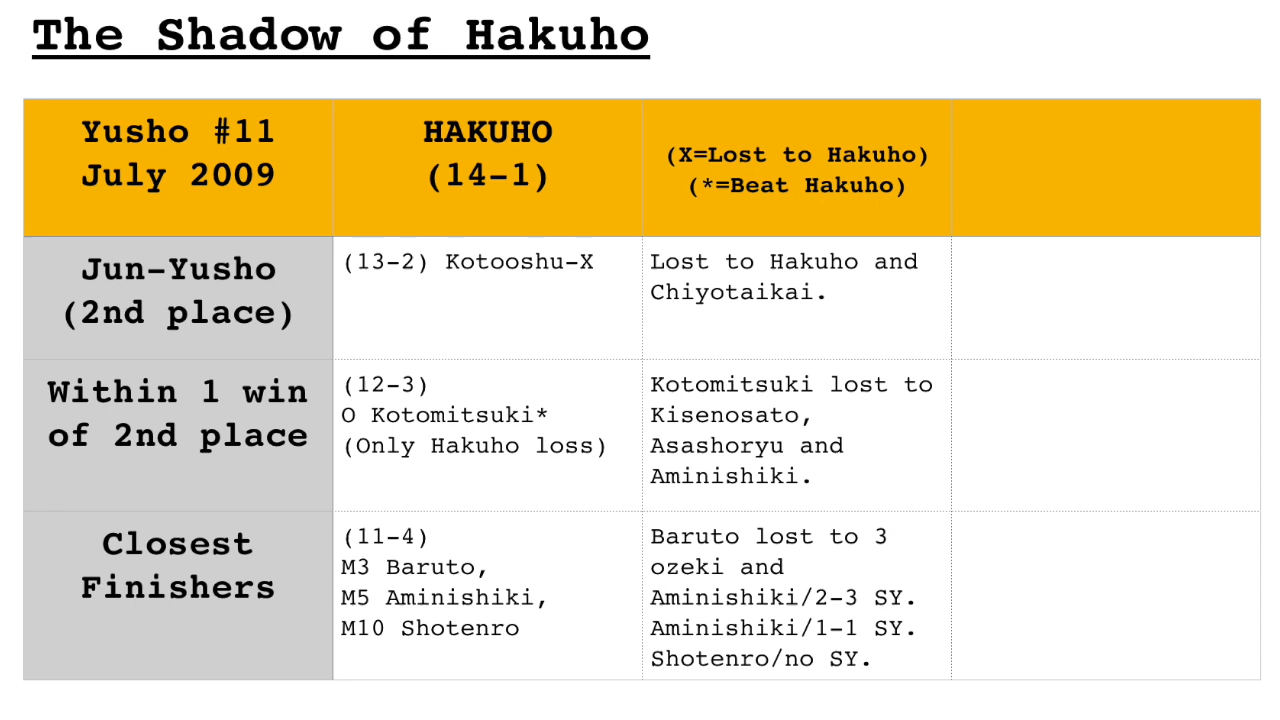 The Shadow of Hakuho
Yusho #11
July 2009
HAKUHO
(14-1)
(X=Lost to Hakuho)
(*=Beat Hakuho)
Jun-Yusho
(2nd place)
(13-2) Kotooshu-X
Lost to Hakuho and
Chiyotaikai.
Within 1 win
of 2nd place
(12-3)
O Kotomitsuki*
(Only Hakuho loss)
Kotomitsuki lost to
Kisenosato,
Asashoryu and
Aminishiki.
Closest
Finishers
(11-4)
M3 Baruto,
M5 Aminishiki,
M10 Shotenro
Baruto lost to 3
ozeki and
Aminishiki/2-3 SY.
Aminishiki/1-1 SY.
Shotenro/no SY.